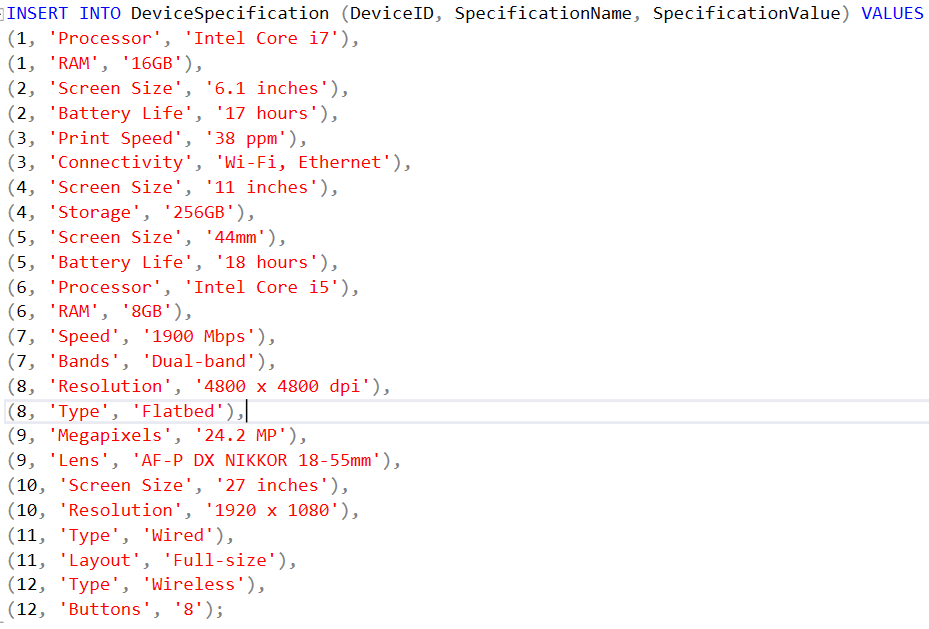 INSERT INTO DeviceSpecification (DeviceID, SpecificationName, SpecificationValue) VALUES
(1, 'Processor', 'Intel Core i7'),
(1, 'RAM', '16GB'),
(2, 'Screen Size', '6.1 inches'),
(2, 'Battery Life', '17 hours'),
(3, 'Print Speed', '38 ppm'),
(3, 'Connectivity', 'Wi-Fi, Ethernet'),
(4, 'Screen Size', '11 inches'),
(4, 'Storage', '256GB'),
(5, 'Screen Size', '44mm'),
(5, 'Battery Life', '18 hours'),
(6, 'Processor', 'Intel Core i5'),
(6, 'RAM', '8GB'),
(7, 'Speed', '1900 Mbps'),
(7, 'Bands', 'Dual-band'),
(8, 'Resolution', '4800 x 4800 dpi'),
(8, 'Type', 'Flatbed'),
(9, 'Megapixels', '24.2 MP'),
(9, 'Lens', 'AF-P DX NIKKOR 18-55mm'),
(10, 'Screen Size', '27 inches'),
(10, 'Resolution', '1920 x 1080'),
(11, 'Type', 'Wired'),
(11, 'Layout', 'Full-size'),
(12, 'Type', 'Wireless'),
(12, 'Buttons', '8');